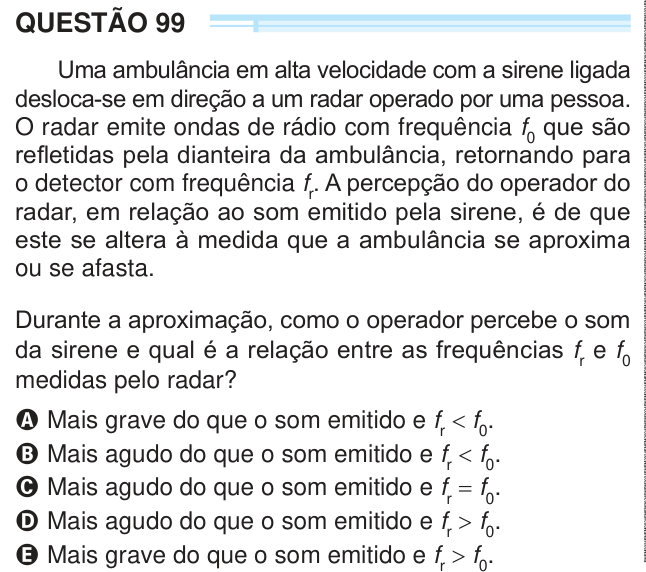 QUESTÃO 99
Uma ambulância em alta velocidade com a sirene ligada
desloca-se em direção a um radar operado por uma pessoa.
O radar emite ondas de rádio com frequência f0 que são
refletidas pela dianteira da ambulância, retornando para
o detector com frequência fr. A percepção do operador do
radar, em relação ao som emitido pela sirene, é de que
este se altera à medida que a ambulância se aproxima
ou se afasta.
Durante a aproximação, como o operador percebe o som
da sirene e qual é a relação entre as frequências fr e f0
medidas pelo radar?
A Mais grave do que o som emitido e fr < f0.
B Mais agudo do que o som emitido e fr < f0.
C Mais agudo do que o som emitido e fr = f0.
D Mais agudo do que o som emitido e fr > f0.
E Mais grave do que o som emitido e fr > f0.